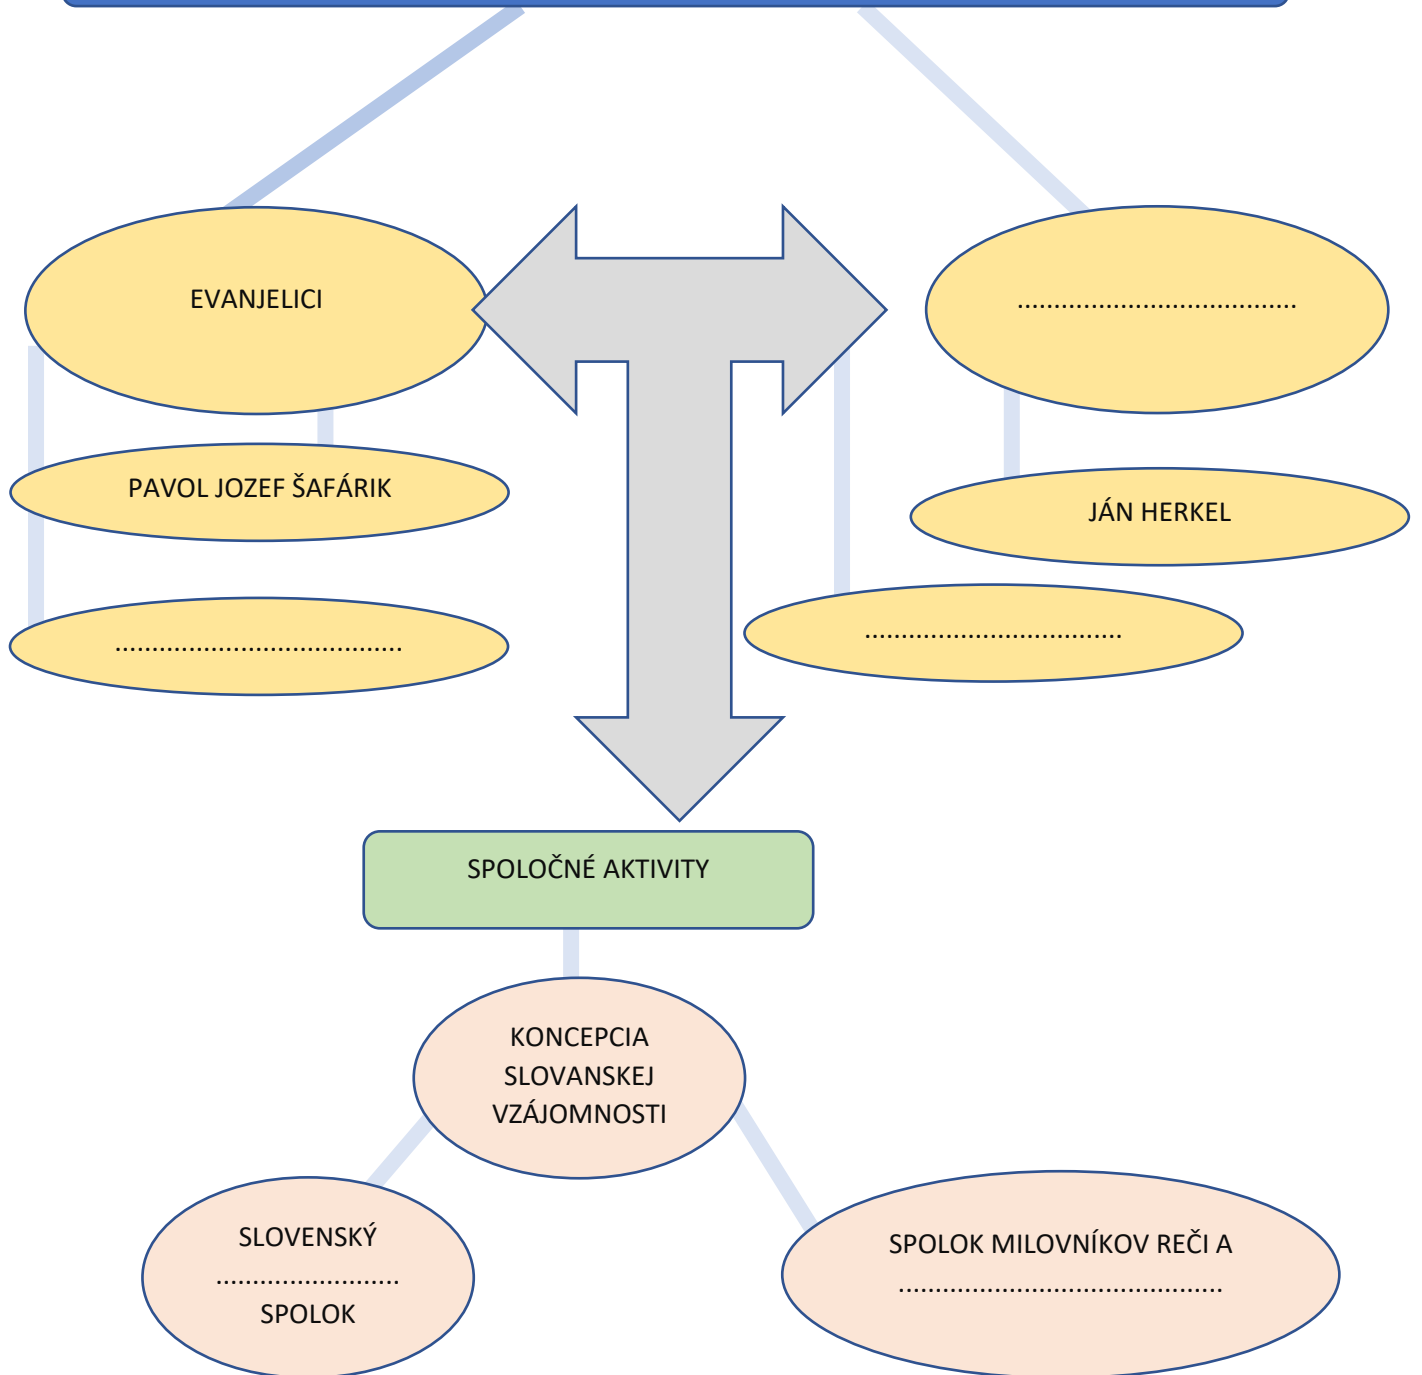 EVANJELICI
......................................
PAVOL JOZEF ŠAFÁRIK
JÁN HERKEL
.......................................
...................................
SPOLOČNÉ AKTIVITY
KONCEPCIA
SLOVANSKEJ
VZÁJOMNOSTI
SLOVENSKÝ
.........................
SPOLOK
SPOLOK MILOVNÍKOV REČI A
............................................